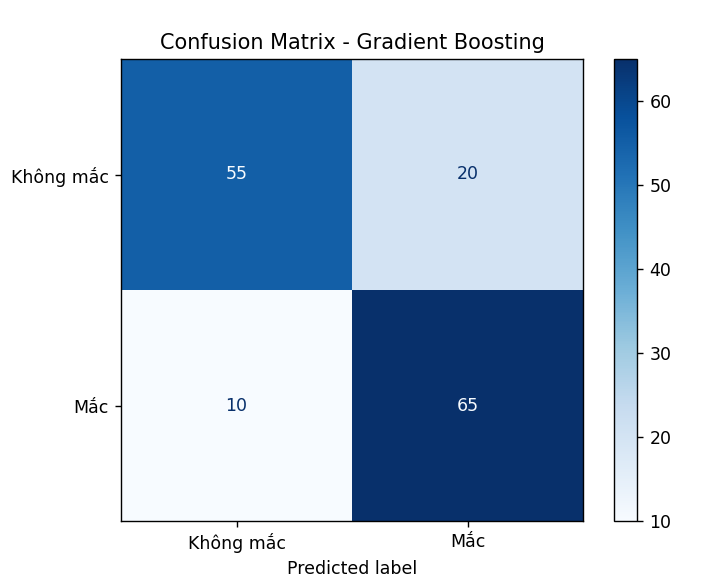 Confusion Matrix - Gradient Boosting
Không mắc
55
20
Mắc
10
65
Không mắc
Mắc
Predicted label
60
50
40
30
20
10